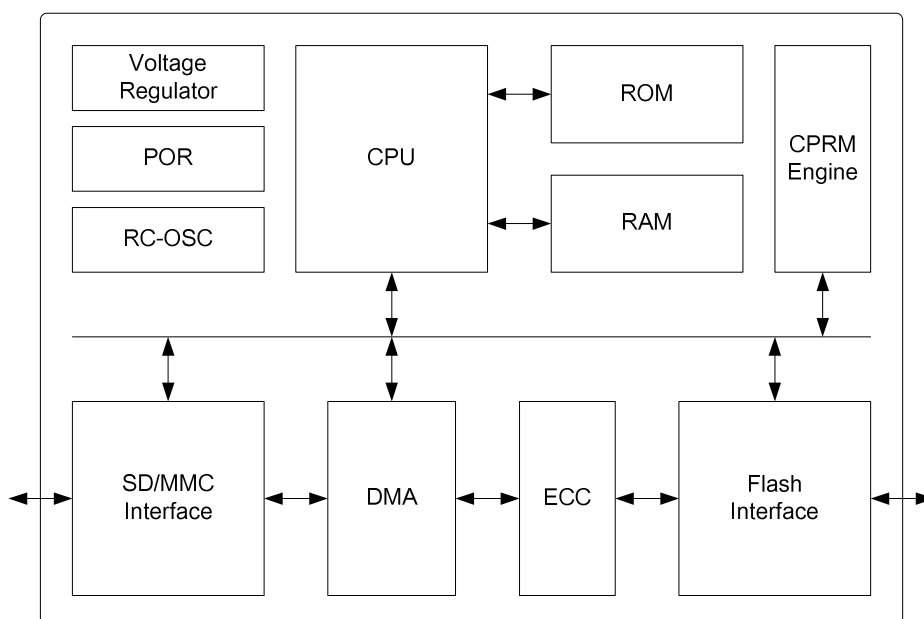 Voltage
Regulator
POR
RC-OSC
CPU
ROM
RAM
CPRM
Engine
SD/MMC
Interface
DMA
ECC
Flash
Interface